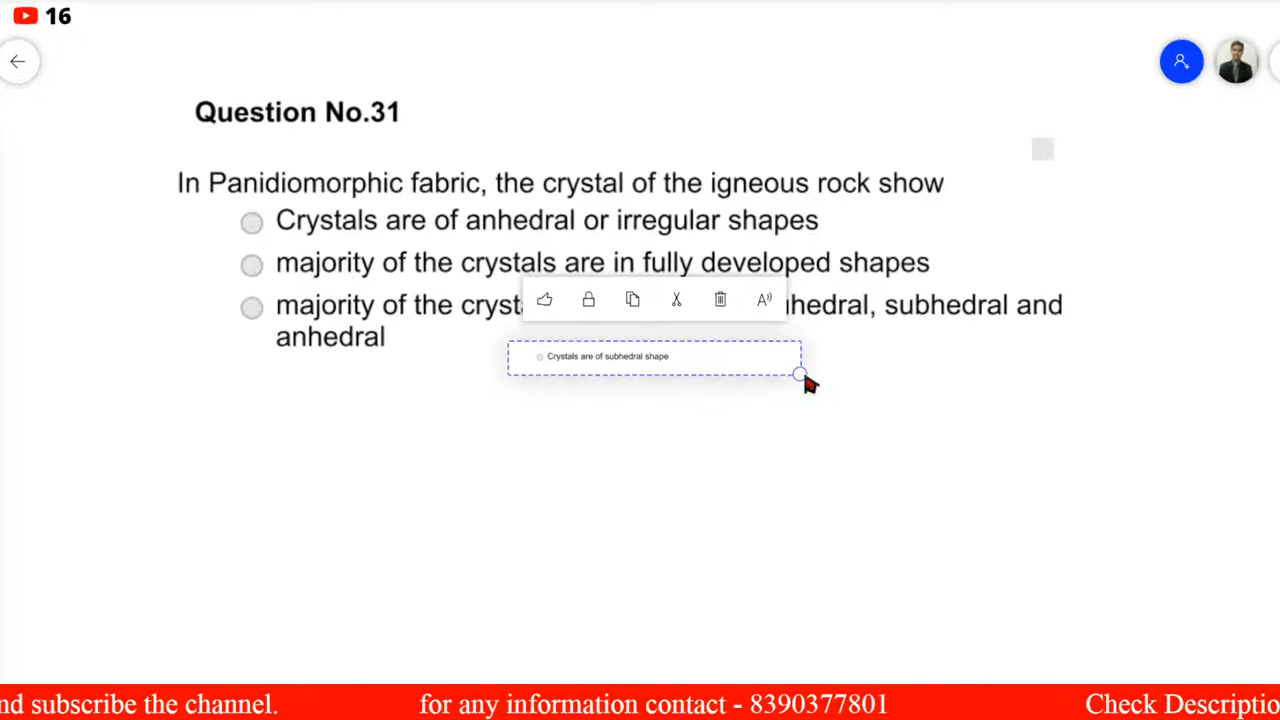 16
Question No.31
In Panidiomorphic fabric, the crystal of the igneous rock show
Crystals are of anhedral or irregular shapes
majority of the crystals are in fully developed shapes
majority of the hedral, subhedral and
anhedral
Crystals are of subhedral shape
nd subscribe the channel. for any information contact - 8390377801 Check Descriptio